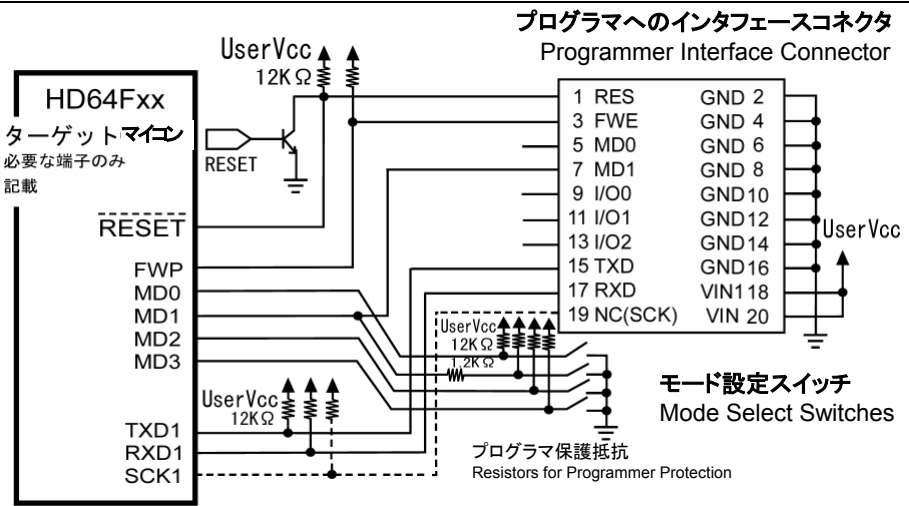 プログラマへのインタフェースコネクタ
Programmer Interface Connector
UserVcc
12KΩ
HD64Fxx
ターゲットマイコン
必要な端子のみ
記載
RESET
1 RES GND 2
3 FWE GND 4
5 MD0 GND 6
7 MD1 GND 8
9 I/O0 GND10
11 I/O1 GND12
13 I/O2 GND14
15 TXD GND16
17 RXD VIN118
19 NC(SCK) VIN 20
UserVcc
RESET
FWP
MD0
MD1
MD2
MD3
UserVcc
12KΩ
1.2KΩ
モード設定スイッチ
Mode Select Switches
UserVcc
12KΩ
TXD1
RXD1
SCK1
プログラマ保護抵抗
Resistors for Programmer Protection